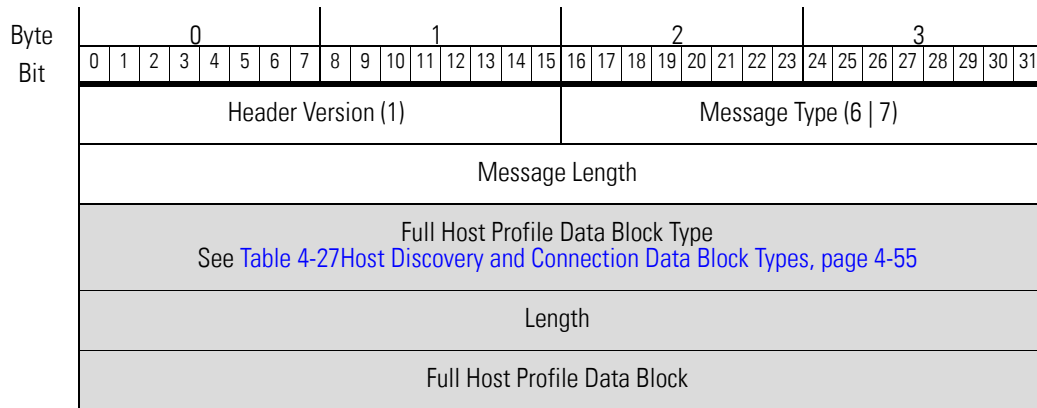 Byte 0 1 2 3
Bit 0 1 2 3 4 5 6 7 8 9 10 11 12 13 14 15 16 17 18 19 20 21 22 23 24 25 26 27 28 29 30 31
Header Version (1) Message Type (6 | 7)
Message Length
Full Host Profile Data Block Type
See Table 4-27Host Discovery and Connection Data Block Types, page 4-55
Length
Full Host Profile Data Block